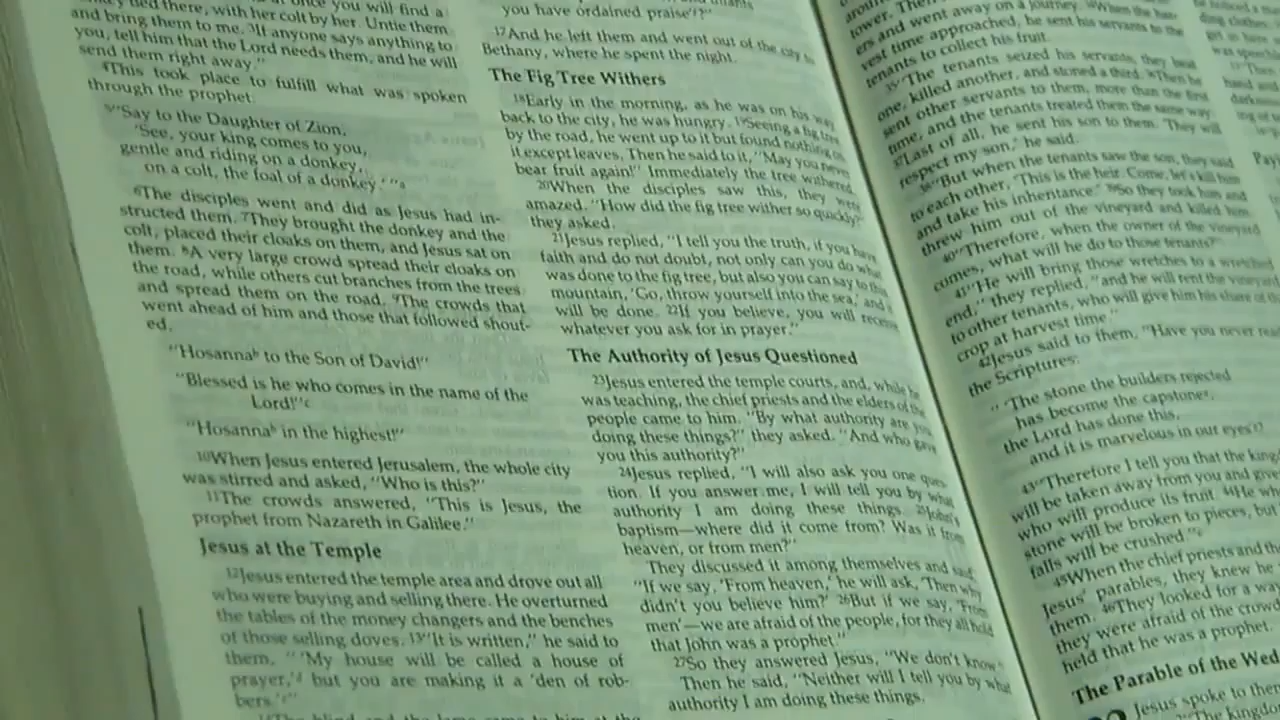 tied there, with her colt by her. Untie them
and bring them to me. ³If anyone says anything to
you, tell him that the Lord needs them, and he will
send them right away."
⁴This took place to fulfill what was spoken
through the prophet:
⁵"Say to the Daughter of Zion,
'See, your king comes to you,
gentle and riding on a donkey,
on a colt, the foal of a donkey.'"ᵃ
⁶The disciples went and did as Jesus had in-
structed them. ⁷They brought the donkey and the
colt, placed their cloaks on them, and Jesus sat on
them. ⁸A very large crowd spread their cloaks on
the road, while others cut branches from the trees
and spread them on the road. ⁹The crowds that
went ahead of him and those that followed shout-
ed,
"Hosannaᵇ to the Son of David!"
"Blessed is he who comes in the name of the
Lord!"ᶜ
"Hosannaᵇ in the highest!"
¹⁰When Jesus entered Jerusalem, the whole city
was stirred and asked, "Who is this?"
¹¹The crowds answered, "This is Jesus, the
prophet from Nazareth in Galilee."
Jesus at the Temple
¹²Jesus entered the temple area and drove out all
who were buying and selling there. He overturned
the tables of the money changers and the benches
of those selling doves. ¹³"It is written," he said to
them, "'My house will be called a house of
prayer,'ᵈ but you are making it a 'den of rob-
bers.'ᵉ"
you have ordained praise'?"
¹⁷And he left them and went out of the city to
Bethany, where he spent the night.
The Fig Tree Withers
¹⁸Early in the morning, as he was on his way
back to the city, he was hungry. ¹⁹Seeing a fig tree
by the road, he went up to it but found nothing on
it except leaves. Then he said to it, "May you never
bear fruit again!" Immediately the tree withered.
²⁰When the disciples saw this, they were
amazed. "How did the fig tree wither so quickly?"
they asked.
²¹Jesus replied, "I tell you the truth, if you have
faith and do not doubt, not only can you do what
was done to the fig tree, but also you can say to this
mountain, 'Go, throw yourself into the sea,' and it
will be done. ²²If you believe, you will receive
whatever you ask for in prayer."
The Authority of Jesus Questioned
²³Jesus entered the temple courts, and, while he
was teaching, the chief priests and the elders of the
people came to him. "By what authority are you
doing these things?" they asked. "And who gave
you this authority?"
²⁴Jesus replied, "I will also ask you one ques-
tion. If you answer me, I will tell you by what
authority I am doing these things. ²⁵John's
baptism—where did it come from? Was it from
heaven, or from men?"
They discussed it among themselves and said,
"If we say, 'From heaven,' he will ask, 'Then why
didn't you believe him?' ²⁶But if we say, 'From
men'—we are afraid of the people, for they all hold
that John was a prophet."
²⁷So they answered Jesus, "We don't know."
Then he said, "Neither will I tell you by what
authority I am doing these things.
tower. Then
ers and went away on a journey. ³⁴When the har-
vest time approached, he sent his servants to the
tenants to collect his fruit.
³⁵"The tenants seized his servants; they beat
one, killed another, and stoned a third. ³⁶Then he
sent other servants to them, more than the first
time, and the tenants treated them the same way.
³⁷Last of all, he sent his son to them. 'They will
respect my son,' he said.
³⁸"But when the tenants saw the son, they said
to each other, 'This is the heir. Come, let's kill him
and take his inheritance.' ³⁹So they took him and
threw him out of the vineyard and killed him.
⁴⁰"Therefore, when the owner of the vineyard
comes, what will he do to those tenants?"
⁴¹"He will bring those wretches to a wretched
end," they replied, "and he will rent the vineyard
to other tenants, who will give him his share of the
crop at harvest time."
⁴²Jesus said to them, "Have you never read
the Scriptures:
"'The stone the builders rejected
has become the capstoneᶠ;
the Lord has done this,
and it is marvelous in our eyes'?
⁴³"Therefore I tell you that the king
will be taken away from you and give
who will produce its fruit. ⁴⁴He who
stone will be broken to pieces, but
falls will be crushed."
⁴⁵When the chief priests and the
Jesus' parables, they knew he
⁴⁶They looked for a way
they were afraid of the crowd
held that he was a prophet.
The Parable of the Wed
Jesus spoke to them
The kingdo